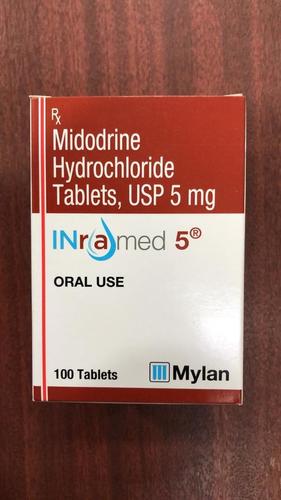 Rx
Midodrine
Hydrochloride
Tablets, USP 5 mg
INramed 5®
ORAL USE
100 Tablets
Mylan